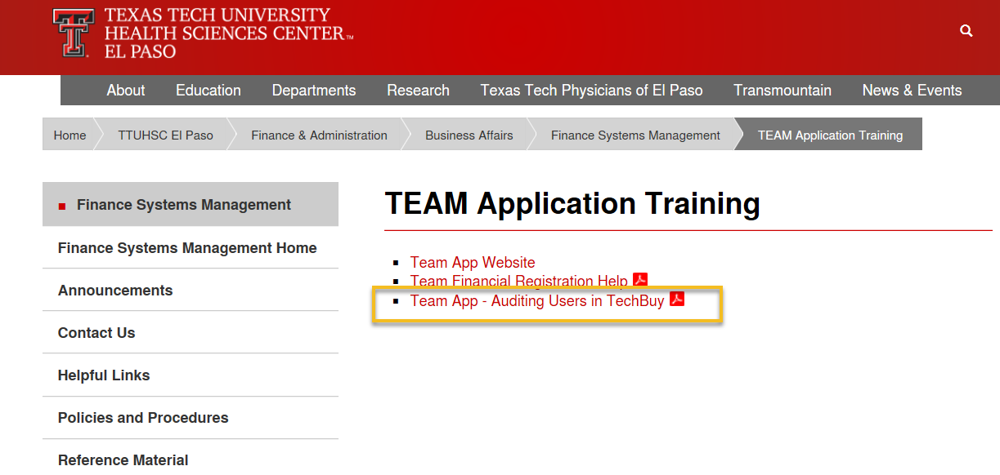 TEXAS TECH UNIVERSITY
HEALTH SCIENCES CENTER™
EL PASO
About Education Departments Research Texas Tech Physicians of El Paso Transmountain News & Events
Home TTUHSC El Paso Finance & Administration Business Affairs Finance Systems Management TEAM Application Training
Finance Systems Management
Finance Systems Management Home
Announcements
Contact Us
Helpful Links
Policies and Procedures
Reference Material
TEAM Application Training
Team App Website
Team Financial Registration Help
Team App - Auditing Users in TechBuy